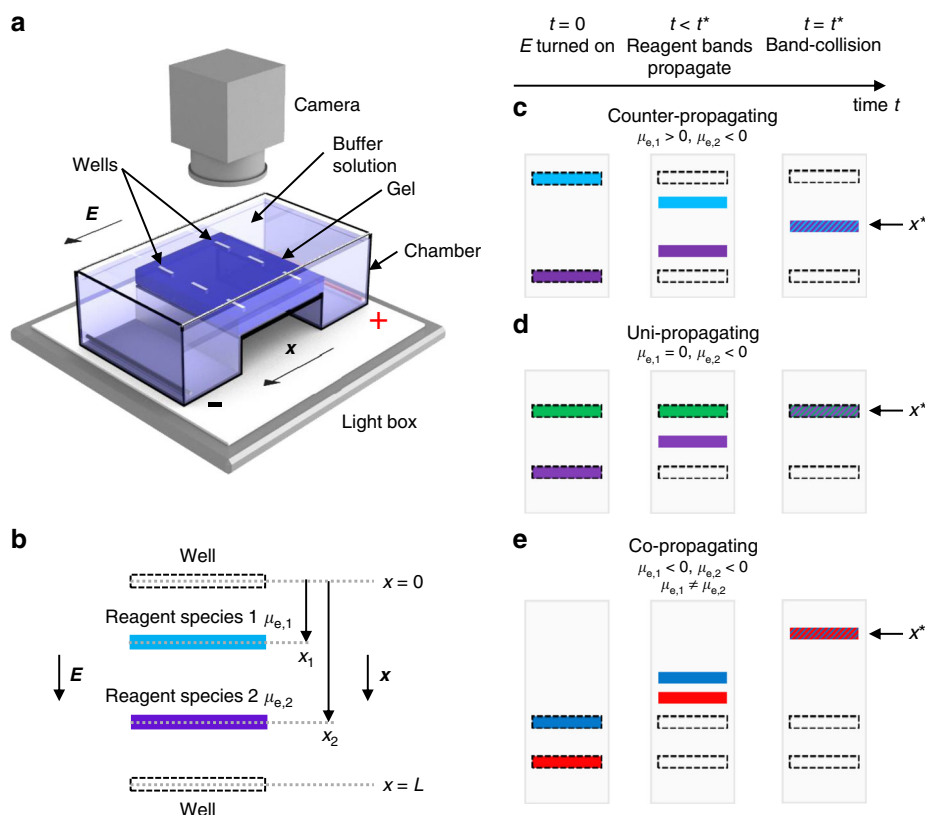 a
Camera
Wells
Buffer
solution
Gel
E
Chamber
+
x
-
Light box
b
Well
x = 0
Reagent species 1 μe,1
x1
E
x
Reagent species 2 μe,2
x2
x = L
Well
t = 0
E turned on
t < t*
Reagent bands
propagate
t = t*
Band-collision
time t
c
Counter-propagating
μe,1 > 0, μe,2 < 0
x*
d
Uni-propagating
μe,1 = 0, μe,2 < 0
x*
e
Co-propagating
μe,1 < 0, μe,2 < 0
μe,1 ≠ μe,2
x*